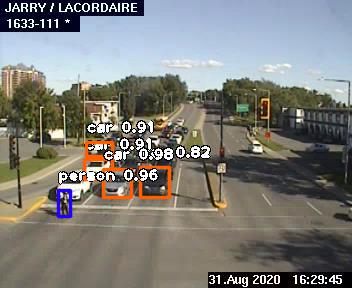 JARRY / LACORDAIRE
1633-111 *
car 0.91
car 0.91
car 0.98 0.82
person 0.96
31.Aug 2020 16:29:45